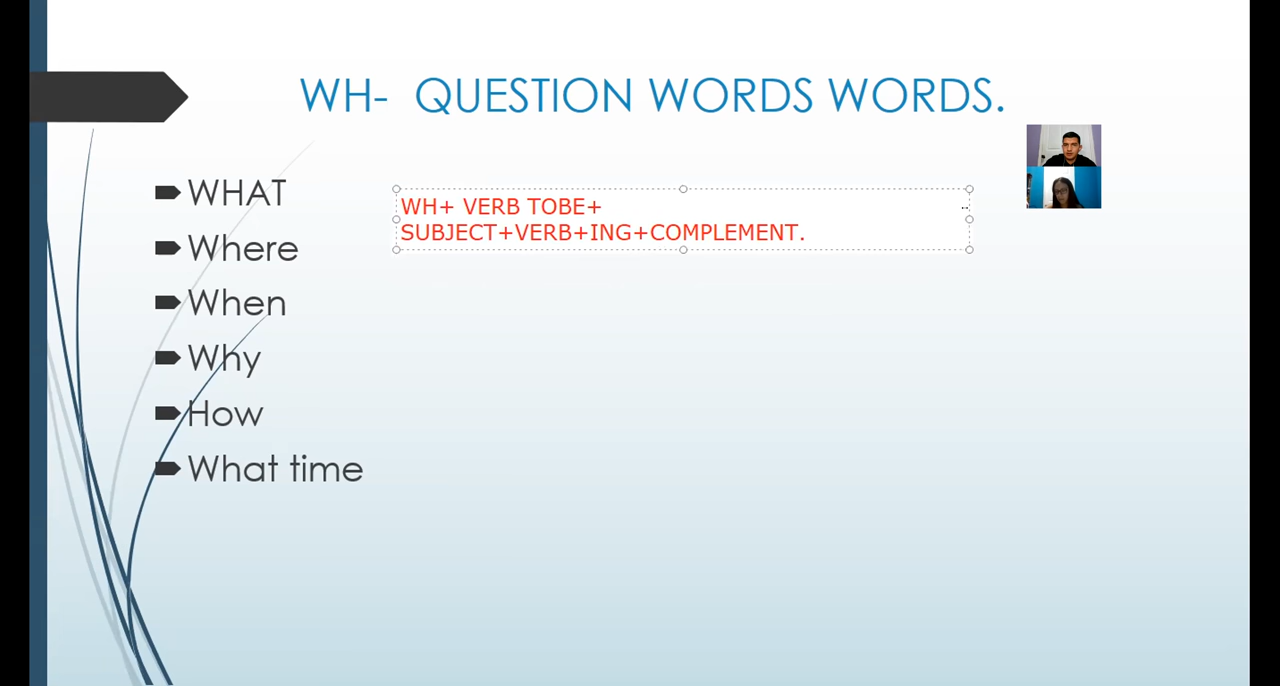 WH- QUESTION WORDS WORDS.
WHAT
Where
When
Why
How
What time
WH+ VERB TOBE+
SUBJECT+VERB+ING+COMPLEMENT.